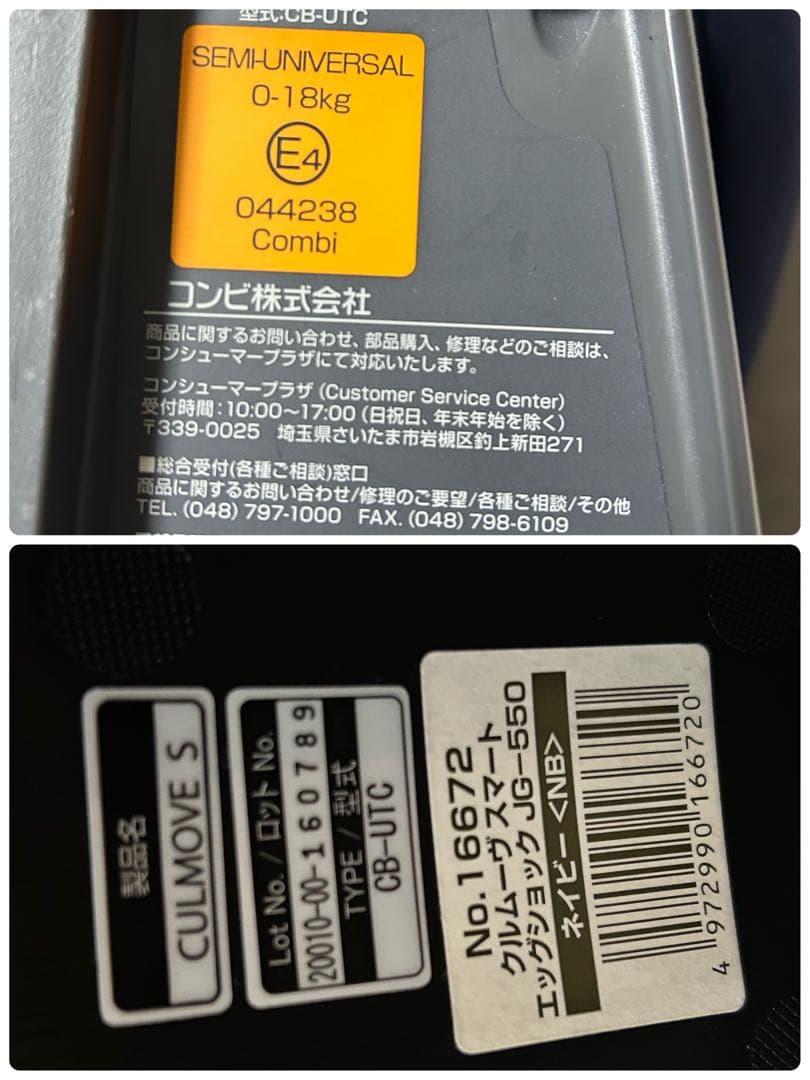 型式:CB-UTC
SEMI-UNIVERSAL
0-18kg
E4
044238
Combi
コンビ株式会社
商品に関するお問い合わせ、部品購入、修理などのご相談は、
コンシューマープラザにて対応いたします。
コンシューマープラザ (Customer Service Center)
受付時間:10:00～17:00 (日祝日、年末年始を除く)
〒339-0025 埼玉県さいたま市岩槻区釣上新田271
■総合受付(各種ご相談)窓口
商品に関するお問い合わせ/修理のご要望/各種ご相談/その他
TEL. (048) 797-1000 FAX. (048) 798-6109
製品名
CULMOVE S
Lot No. / ロット No.
20010-00-160789
TYPE / 型式
CB-UTC
No.16672
クルムーヴ スマート
エッグショック JG-550
ネイビー <NB>
4 972990 166720